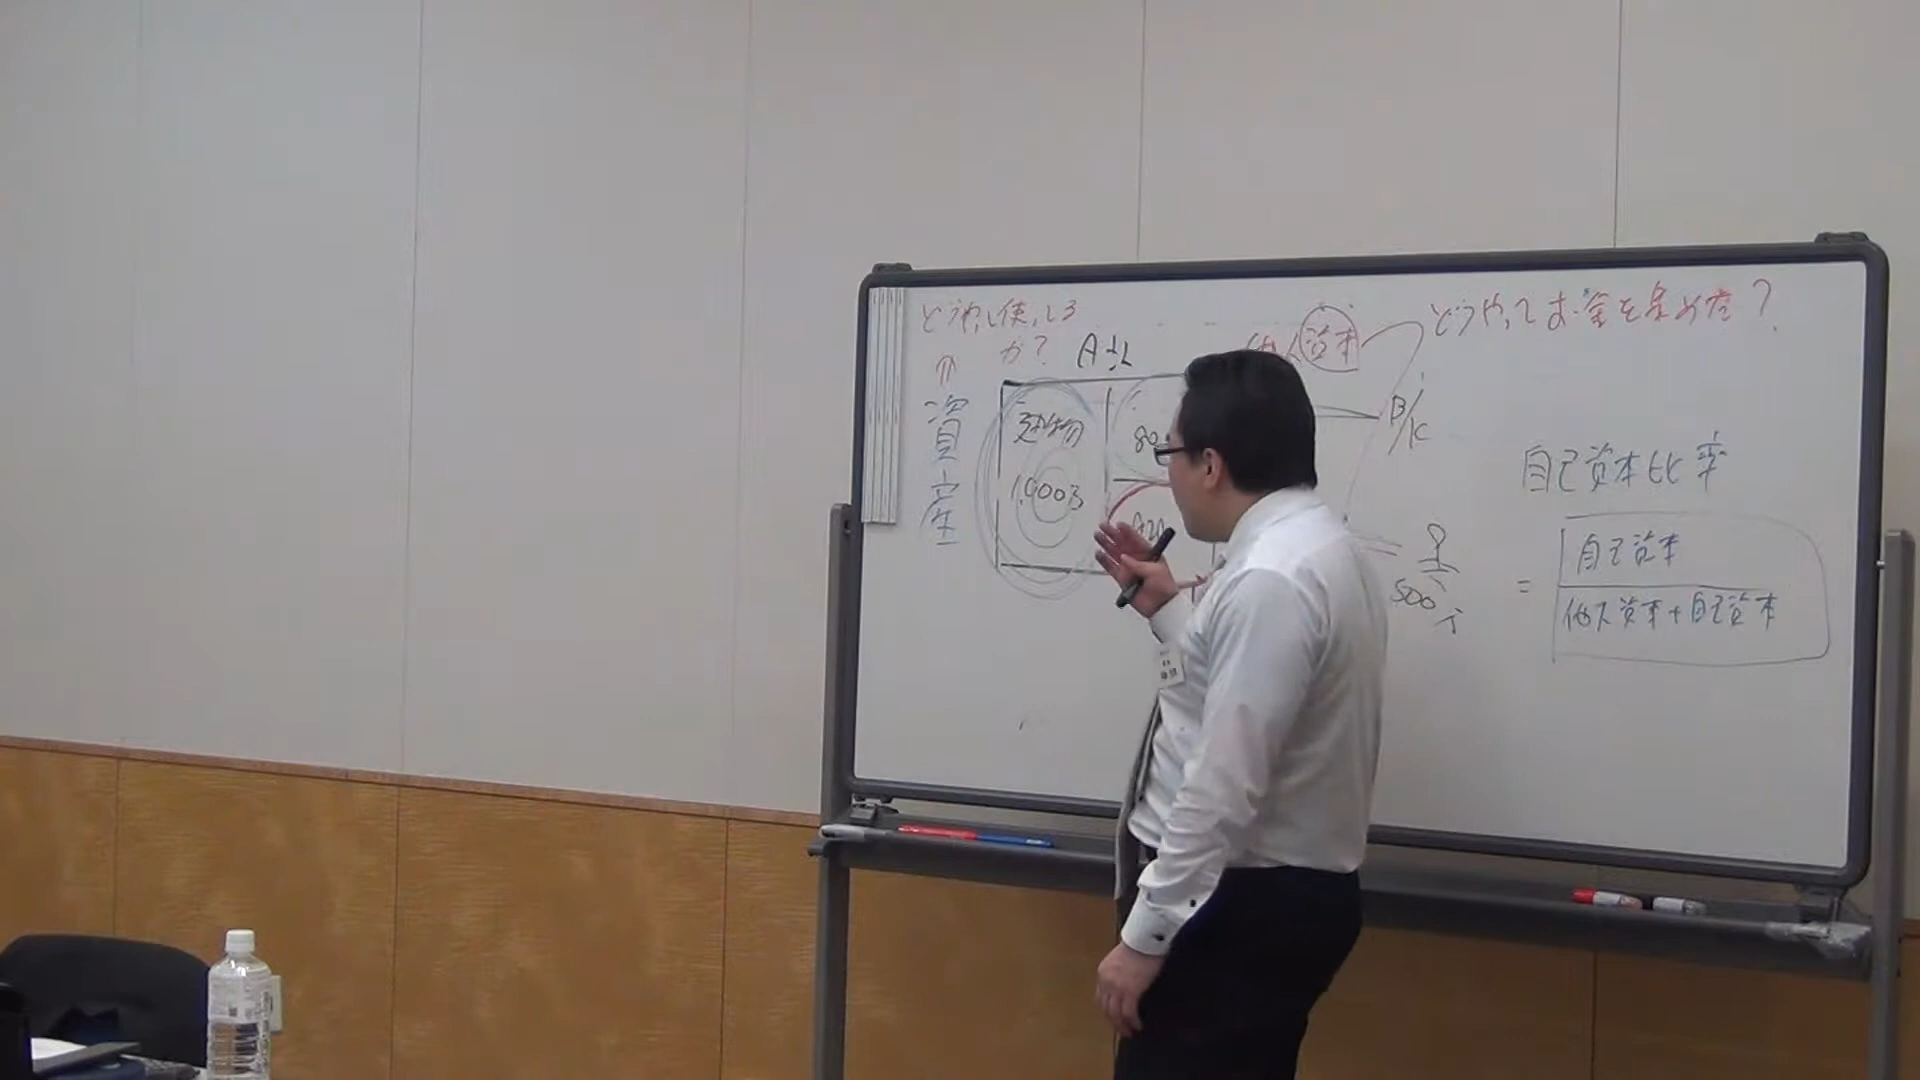 どうやって使っている
か?
A社
他人資本
どうやってお金を集めた?
資産
建物
1,000万
80
B/K
500
自己資本比率
=
自己資本
他人資本+自己資本